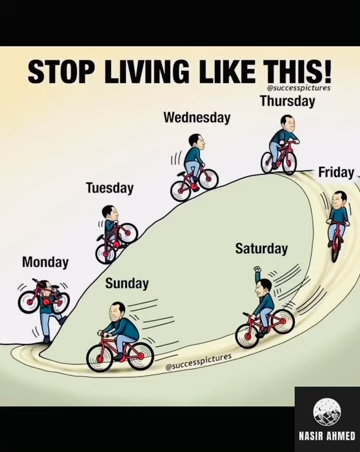 STOP LIVING LIKE THIS!
@successpictures
Thursday
Wednesday
Friday
Tuesday
Saturday
Monday
Sunday
@successpictures
NASIR AHMED